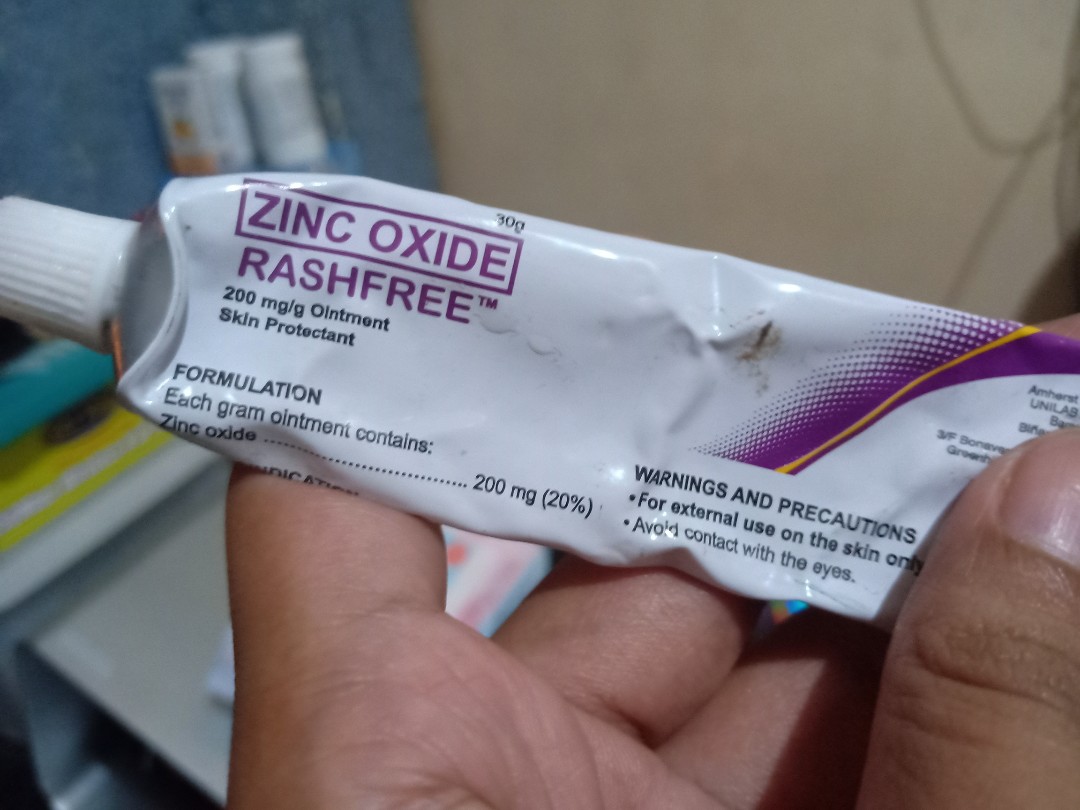 30g
ZINC OXIDE
RASHFREE™
200 mg/g Ointment
Skin Protectant
FORMULATION
Each gram ointment contains:
Zinc oxide ........................................ 200 mg (20%)
WARNINGS AND PRECAUTIONS
•For external use on the skin only
•Avoid contact with the eyes.
Amherst
UNILAB